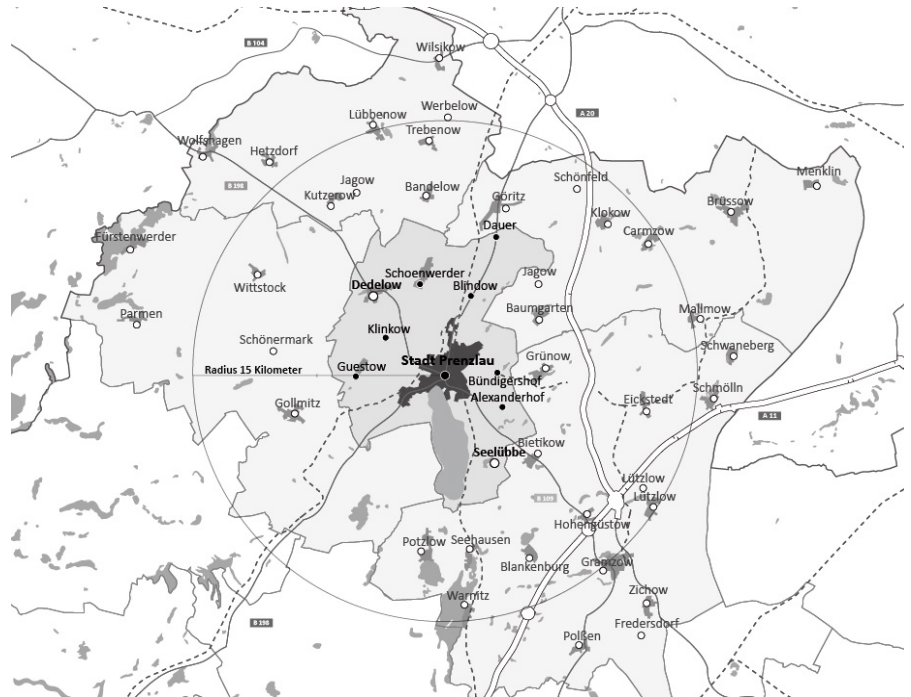 B 104
Wilsikow
A 20
Lübbenow
Werbelow
Trebenow
Wolfshagen
Hetzdorf
B 198
Jagow
Kutzerow
Bandelow
Göritz
Schönfeld
Menklin
Brüssow
Klokow
Carmzow
Dauer
Fürstenwerder
Wittstock
Schoenwerder
Dedelow
Blindow
Jagow
Baumgarten
Parmen
Klinkow
Mallmow
Schönermark
Stadt Prenzlau
Grünow
Schwaneberg
Radius 15 Kilometer
Guestow
Bündigershof
Schmölln
Gollmitz
Alexanderhof
Eickstedt
A 11
Seelübbe
Bietikow
Lützlow
Lützlow
B 109
Hohengüstow
Potzlow
Seehausen
Blankenburg
Gramzow
Warnitz
Zichow
B 198
Fredersdorf
Polßen